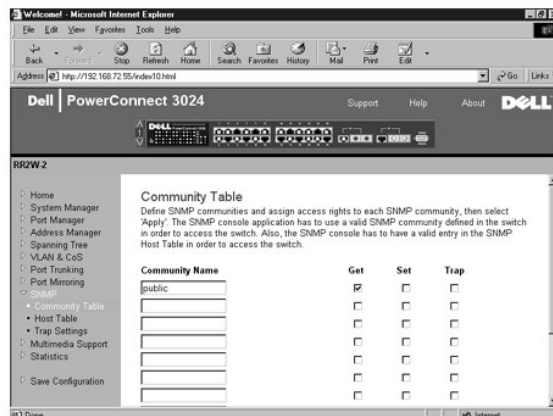 Welcome! - Microsoft Internet Explorer
File Edit View Favorites Tools Help
Back Forward Stop Refresh Home Search Favorites History Mail Print Edit
Address http://192.168.72.55/index10.html Go Links
Dell PowerConnect 3024 Support Help About DELL
1 DELL
RR2W-2
Home
System Manager
Port Manager
Address Manager
Spanning Tree
VLAN & CoS
Port Trunking
Port Mirroring
SNMP
• Community Table
• Host Table
• Trap Settings
Multimedia Support
Statistics
Save Configuration
Community Table
Define SNMP communities and assign access rights to each SNMP community, then select
'Apply'. The SNMP console application has to use a valid SNMP community defined in the switch
in order to access the switch. Also, the SNMP console has to have a valid entry in the SNMP
Host Table in order to access the switch.
Community Name Get Set Trap
public
Done Internet